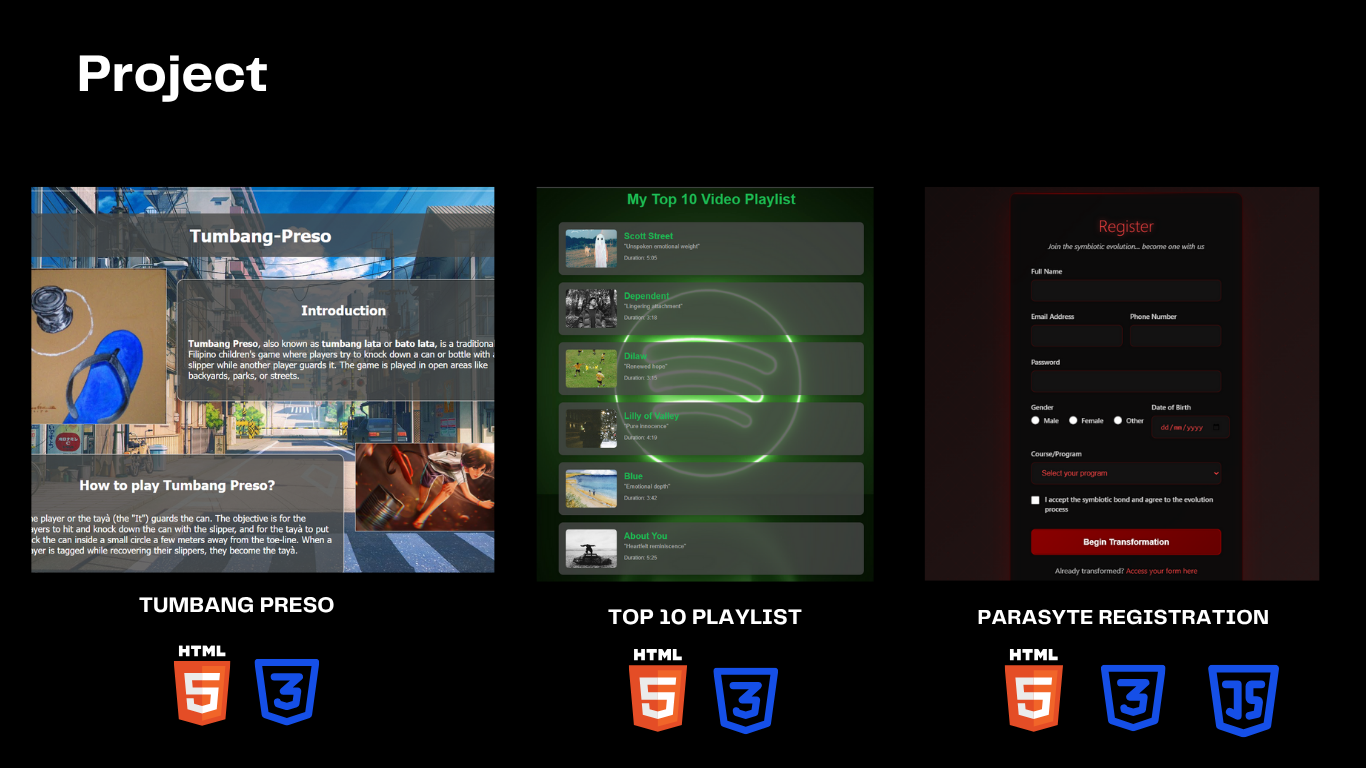 Project
Tumbang-Preso
Introduction
Tumbang Preso, also known as tumbang lata or bato lata, is a traditiona
Filipino children's game where players try to knock down a can or bottle with
slipper while another player guards it. The game is played in open areas like
backyards, parks, or streets.
How to play Tumbang Preso?
player or the tayà (the "It") guards the can. The objective is for the
ayers to hit and knock down the can with the slipper, and for the tayà to put
ck the can inside a small circle a few meters away from the toe-line. When a
ayer is tagged while recovering their slippers, they become the tayà.
TUMBANG PRESO
HTML
5
3
My Top 10 Video Playlist
Scott Street
"Unspoken emotional weight"
Duration: 5:05
Dependent
"Lingering attachment"
Duration: 3:18
Dilaw
"Renewed hope"
Duration: 3:15
Lilly of Valley
"Pure innocence"
Duration: 4:10
Blue
"Emotional depth"
Duration: 3:42
About You
"Heartfelt reminiscence"
Duration: 5:26
TOP 10 PLAYLIST
HTML
5
3
Register
Join the symbiotic evolution... become one with us
Full Name
Email Address Phone Number
Password
Gender Date of Birth
Male Female Other dd/mm/yyyy
Course/Program
Select your program
I accept the symbiotic bond and agree to the evolution
process
Begin Transformation
Already transformed? Access your form here
PARASYTE REGISTRATION
HTML
5
3
JS